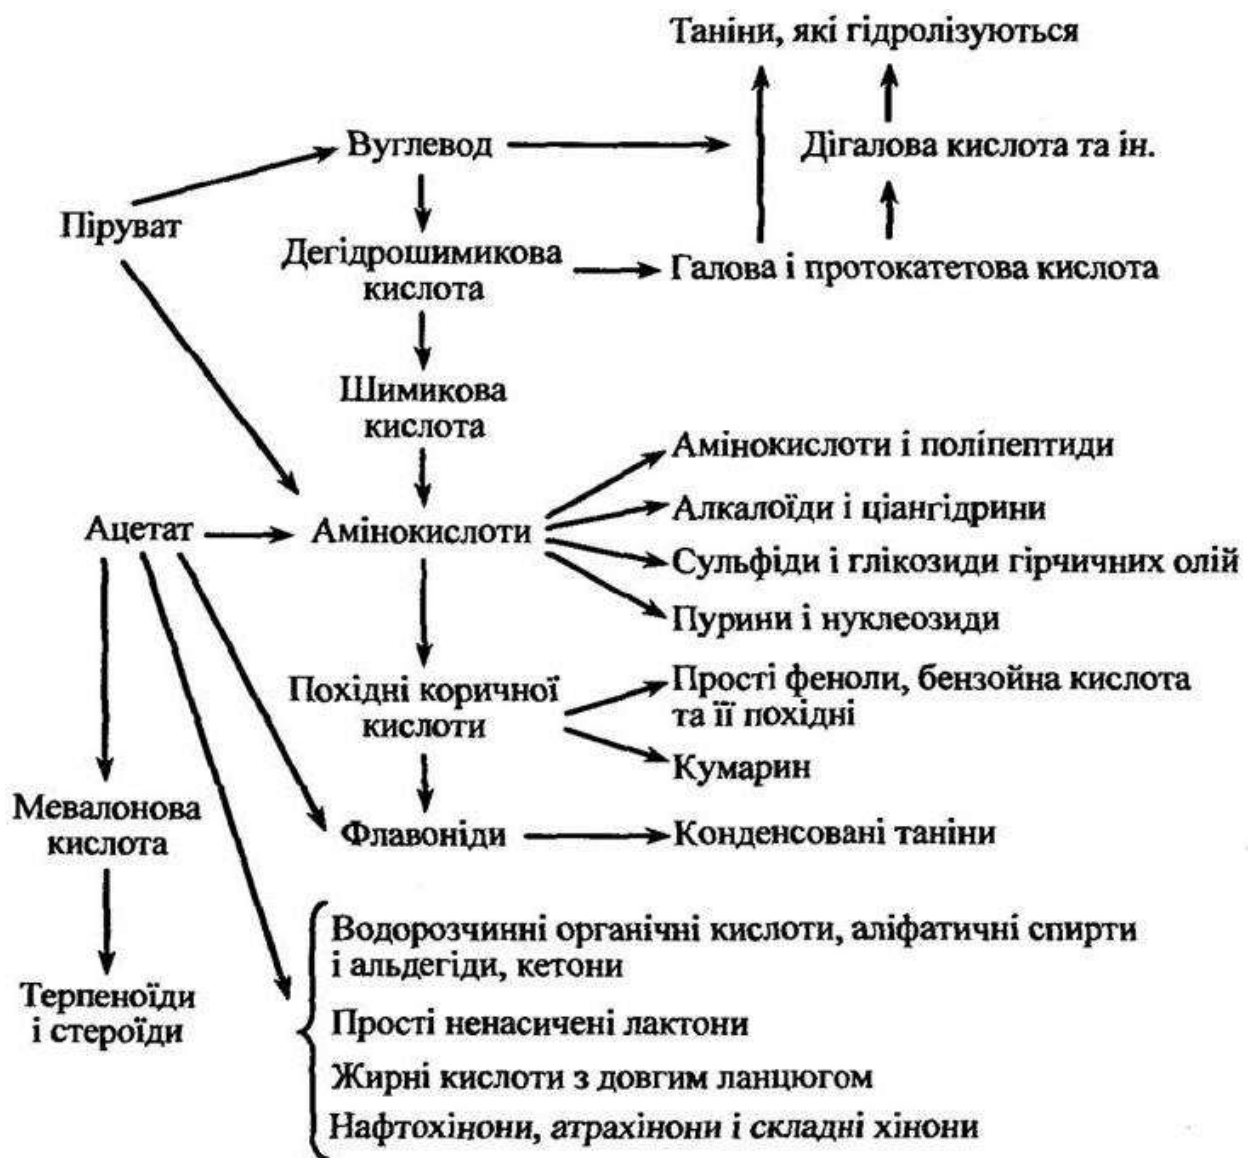 Таніни, які гідролізуються
Вуглевод
Дігалова кислота та ін.
Піруват
Дегідрошимикова
кислота
Галова і протокатетова кислота
Шимикова
кислота
Амінокислоти і поліпептиди
Ацетат
Амінокислоти
Алкалоїди і ціангідрини
Сульфіди і глікозиди гірчичних олій
Пурини і нуклеозиди
Похідні коричної
кислоти
Прості феноли, бензойна кислота
та її похідні
Кумарин
Мевалонова
кислота
Флавоніди
Конденсовані таніни
Терпеноїди
і стероїди
Водорозчинні органічні кислоти, аліфатичні спирти
і альдегіди, кетони
Прості ненасичені лактони
Жирні кислоти з довгим ланцюгом
Нафтохінони, атрахінони і складні хінони